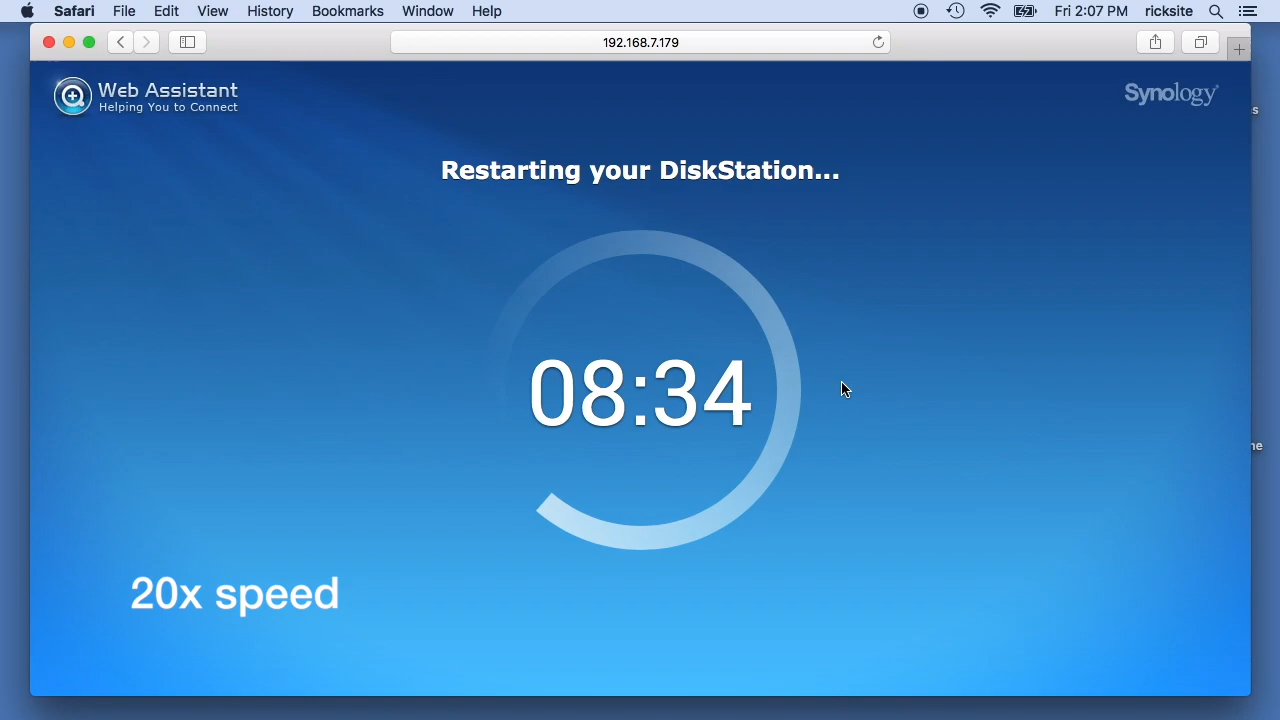 Safari File Edit View History Bookmarks Window Help Fri 2:07 PM ricksite
192.168.7.179
Web Assistant
Helping You to Connect
Synology
Restarting your DiskStation...
08:34
20x speed
s
ne